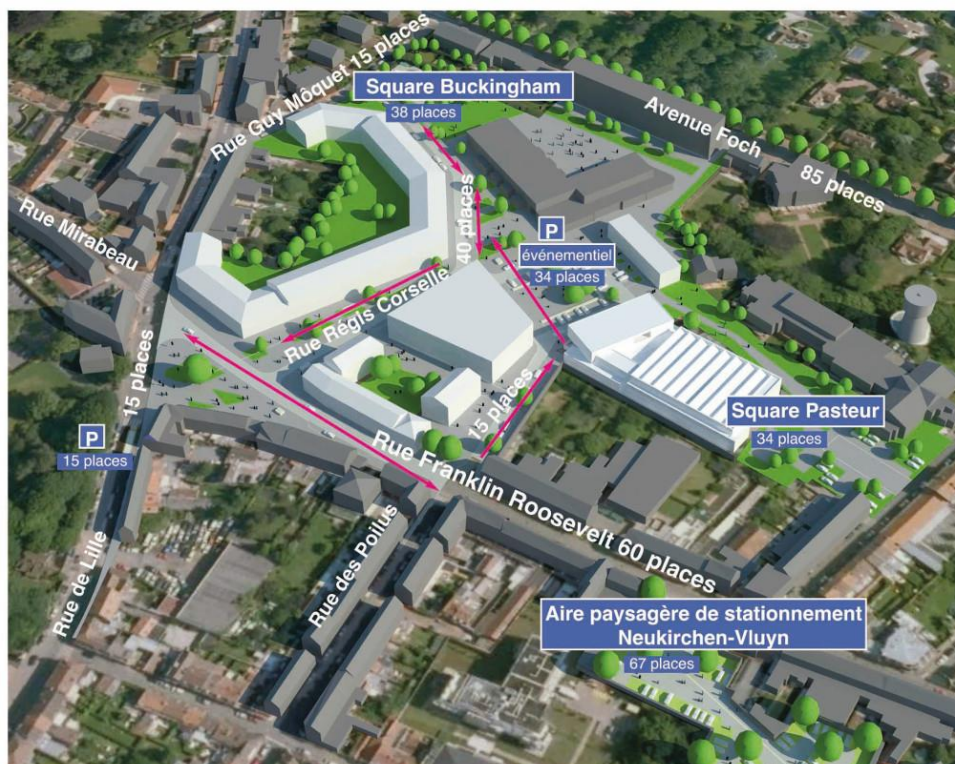 Rue Guy Môquet 15 places
Square Buckingham
38 places
Avenue Foch
85 places
Rue Mirabeau
40 places
P
événementiel
34 places
Rue Régis Corselle
15 places
P
15 places
15 places
Square Pasteur
34 places
Rue Franklin Roosevelt 60 places
Rue de Lille
Rue des Poilus
Aire paysagère de stationnement
Neukirchen-Vluyn
67 places